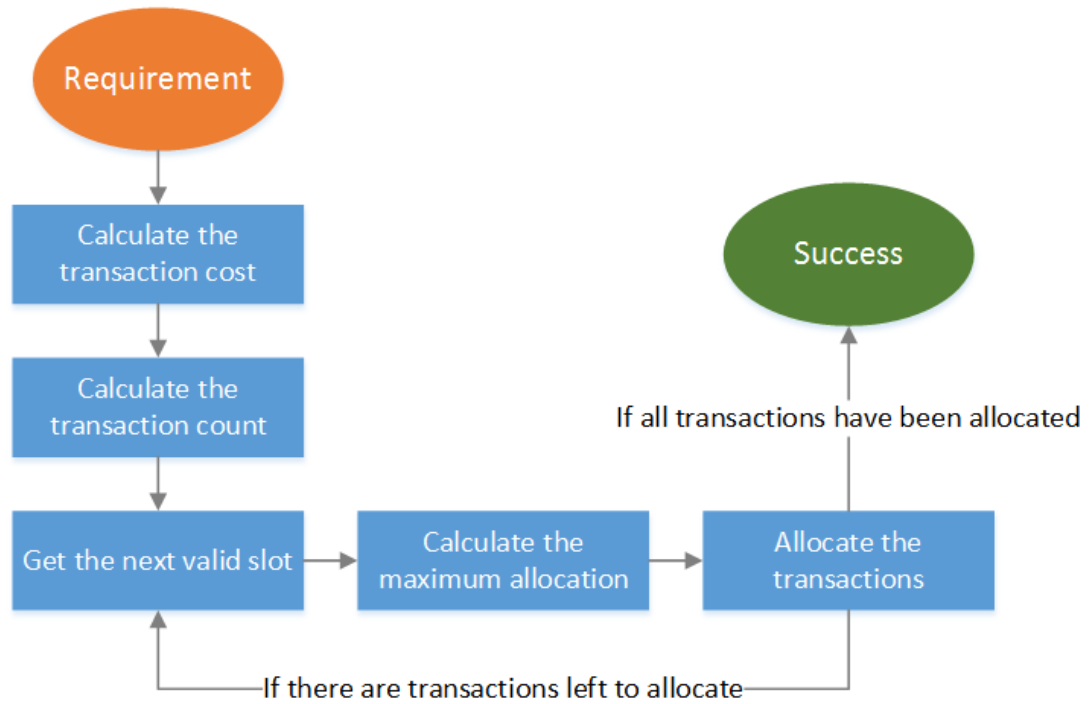 Requirement
Calculate the
transaction cost
Calculate the
transaction count
Get the next valid slot
Calculate the
maximum allocation
Allocate the
transactions
If there are transactions left to allocate
If all transactions have been allocated
Success